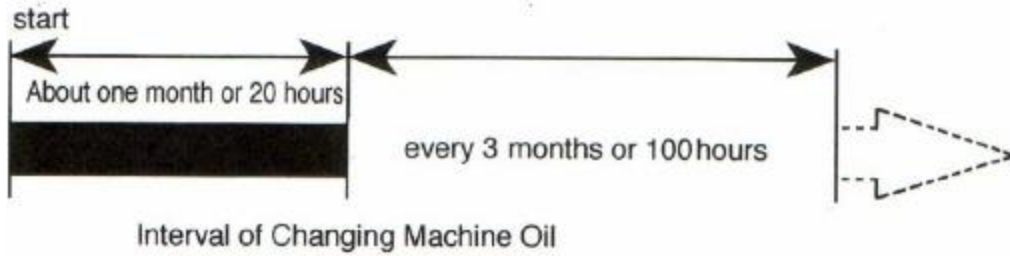 start
About one month or 20 hours
every 3 months or 100hours
Interval of Changing Machine Oil